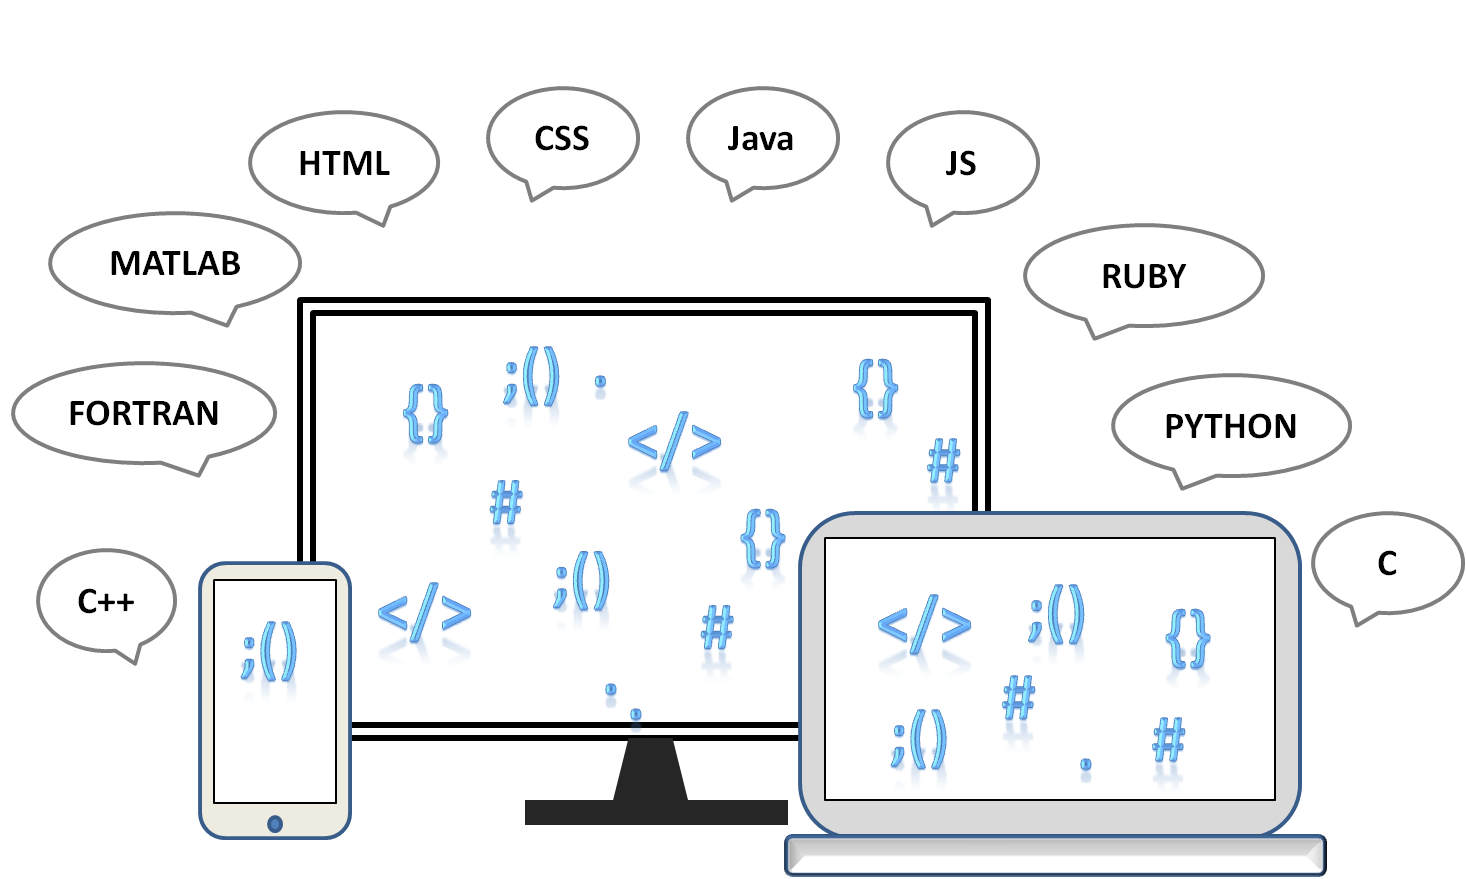 CSS
Java
HTML
JS
MATLAB
RUBY
FORTRAN
PYTHON
C++
C
;() .
{}
{}
</>
#
#
{}
;()
</>
#
.
.
;()
</>
;()
{}
#
;()
#
.